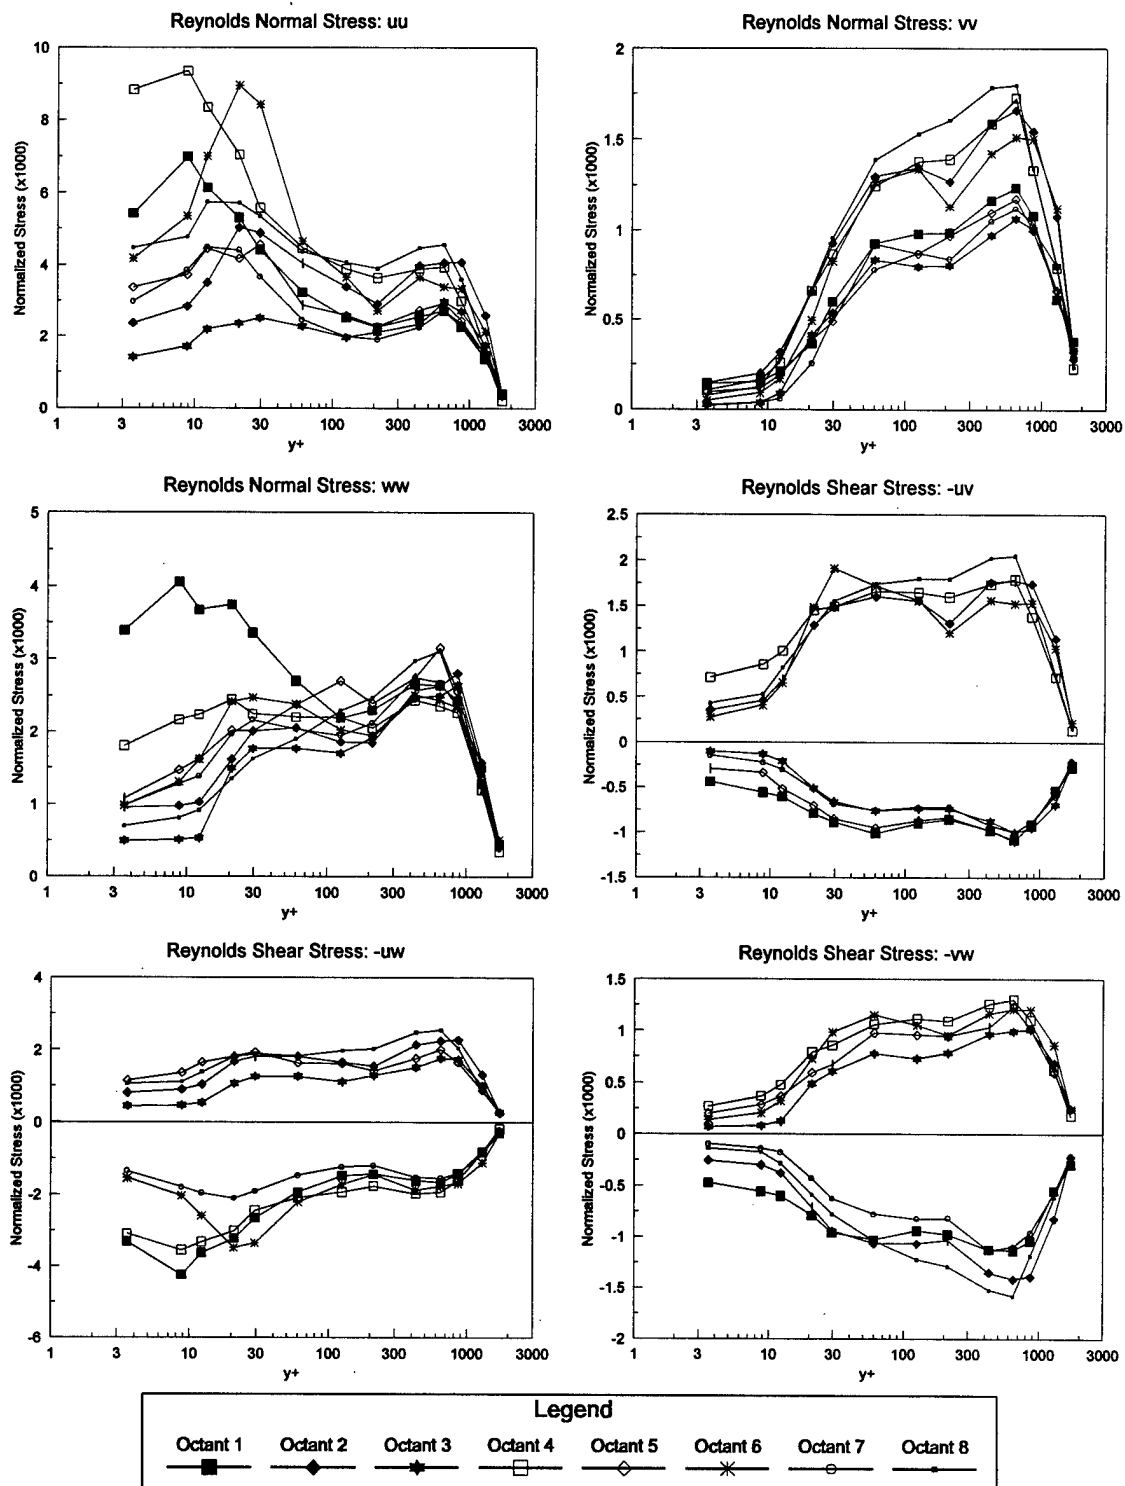 Reynolds Normal Stress: uu
Normalized Stress (x1000)
10
8
6
4
2
0
1 3 10 30 100 300 1000 3000
y+
Reynolds Normal Stress: vv
Normalized Stress (x1000)
2
1.5
1
0.5
0
1 3 10 30 100 300 1000 3000
y+
Reynolds Normal Stress: ww
Normalized Stress (x1000)
5
4
3
2
1
0
1 3 10 30 100 300 1000 3000
y+
Reynolds Shear Stress: -uv
Normalized Stress (x1000)
2.5
2
1.5
1
0.5
0
-0.5
-1
-1.5
1 3 10 30 100 300 1000 3000
y+
Reynolds Shear Stress: -uw
Normalized Stress (x1000)
4
2
0
-2
-4
-6
1 3 10 30 100 300 1000 3000
y+
Reynolds Shear Stress: -vw
Normalized Stress (x1000)
1.5
1
0.5
0
-0.5
-1
-1.5
-2
1 3 10 30 100 300 1000 3000
y+
Legend
Octant 1 Octant 2 Octant 3 Octant 4 Octant 5 Octant 6 Octant 7 Octant 8